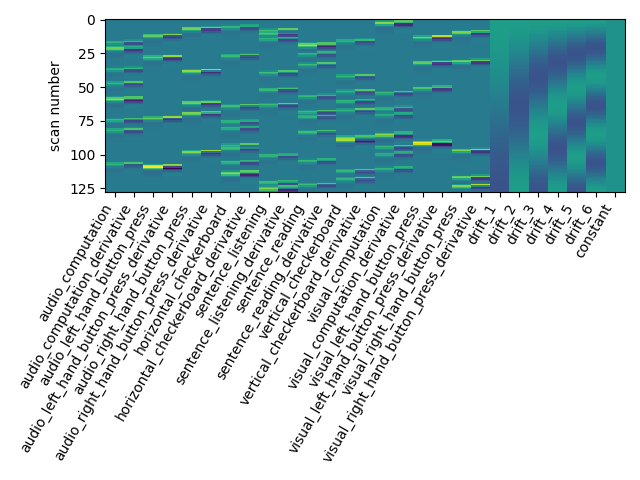 0
25
50
75
100
125
scan number
audio_computation
audio_computation_derivative
audio_left_hand_button_press
audio_left_hand_button_press_derivative
audio_right_hand_button_press
audio_right_hand_button_press_derivative
horizontal_checkerboard
horizontal_checkerboard_derivative
sentence_listening
sentence_listening_derivative
sentence_reading
sentence_reading_derivative
vertical_checkerboard
vertical_checkerboard_derivative
visual_computation
visual_computation_derivative
visual_left_hand_button_press
visual_left_hand_button_press_derivative
visual_right_hand_button_press
visual_right_hand_button_press_derivative
drift_1
drift_2
drift_3
drift_4
drift_5
drift_6
constant